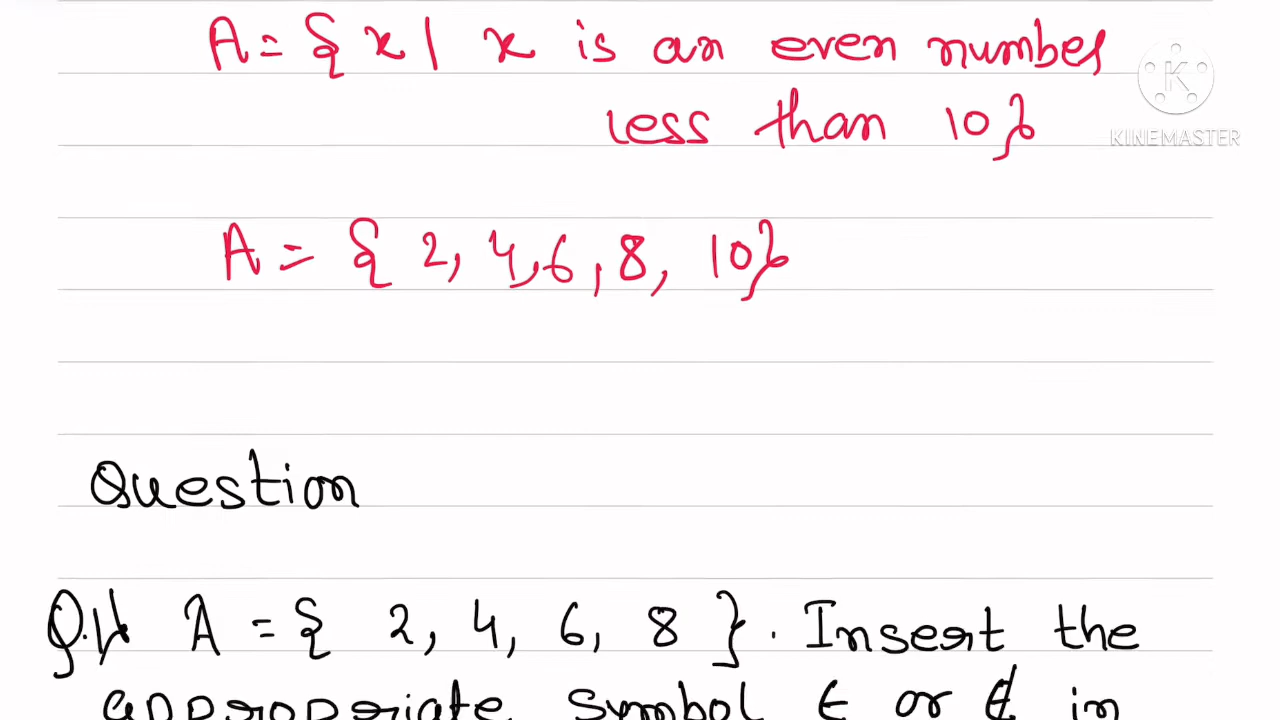 A = { x | x is an even number
less than 10}
KINEMASTER
A = { 2, 4, 6, 8, 10}
Question
Q.1) A = { 2, 4, 6, 8 }. Insert the
appropriate symbol ∈ or ∉ in